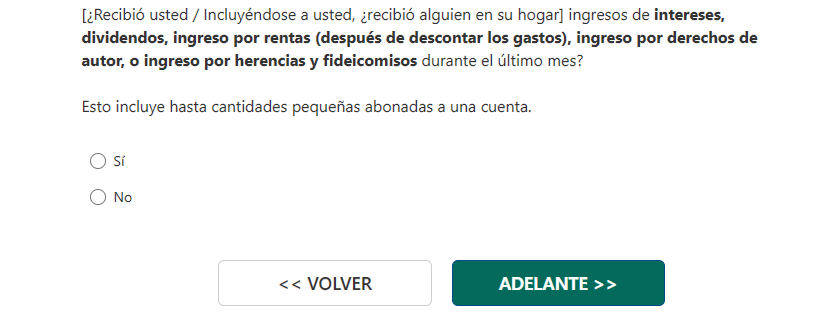 [¿Recibió usted / Incluyéndose a usted, ¿recibió alguien en su hogar] ingresos de intereses,
dividendos, ingreso por rentas (después de descontar los gastos), ingreso por derechos de
autor, o ingreso por herencias y fideicomisos durante el último mes?
Esto incluye hasta cantidades pequeñas abonadas a una cuenta.
Sí
No
<< VOLVER
ADELANTE >>